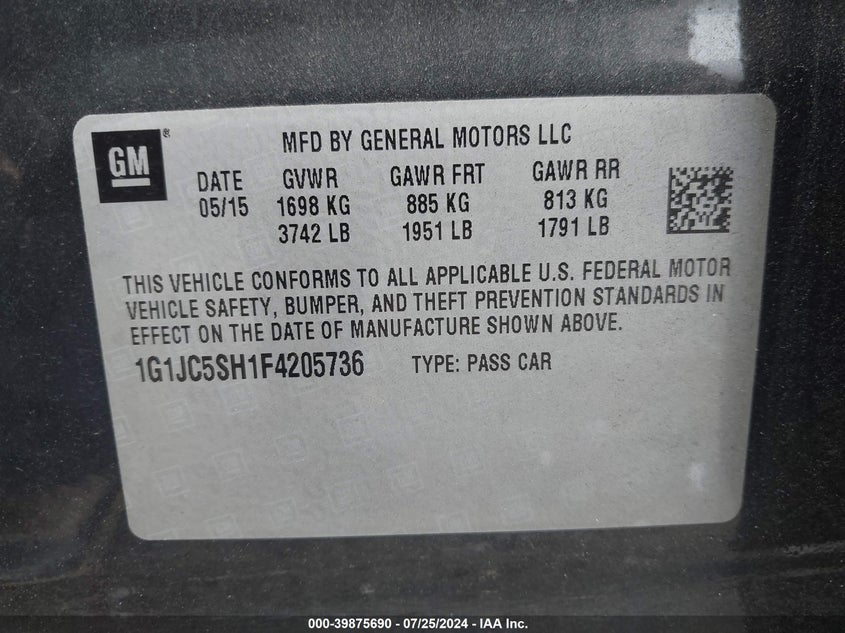 GM ®
MFD BY GENERAL MOTORS LLC
DATE GVWR GAWR FRT GAWR RR
05/15 1698 KG 885 KG 813 KG
3742 LB 1951 LB 1791 LB
THIS VEHICLE CONFORMS TO ALL APPLICABLE U.S. FEDERAL MOTOR
VEHICLE SAFETY, BUMPER, AND THEFT PREVENTION STANDARDS IN
EFFECT ON THE DATE OF MANUFACTURE SHOWN ABOVE.
1G1JC5SH1F4205736 TYPE: PASS CAR
000-39875690 - 07/25/2024 - IAA Inc.